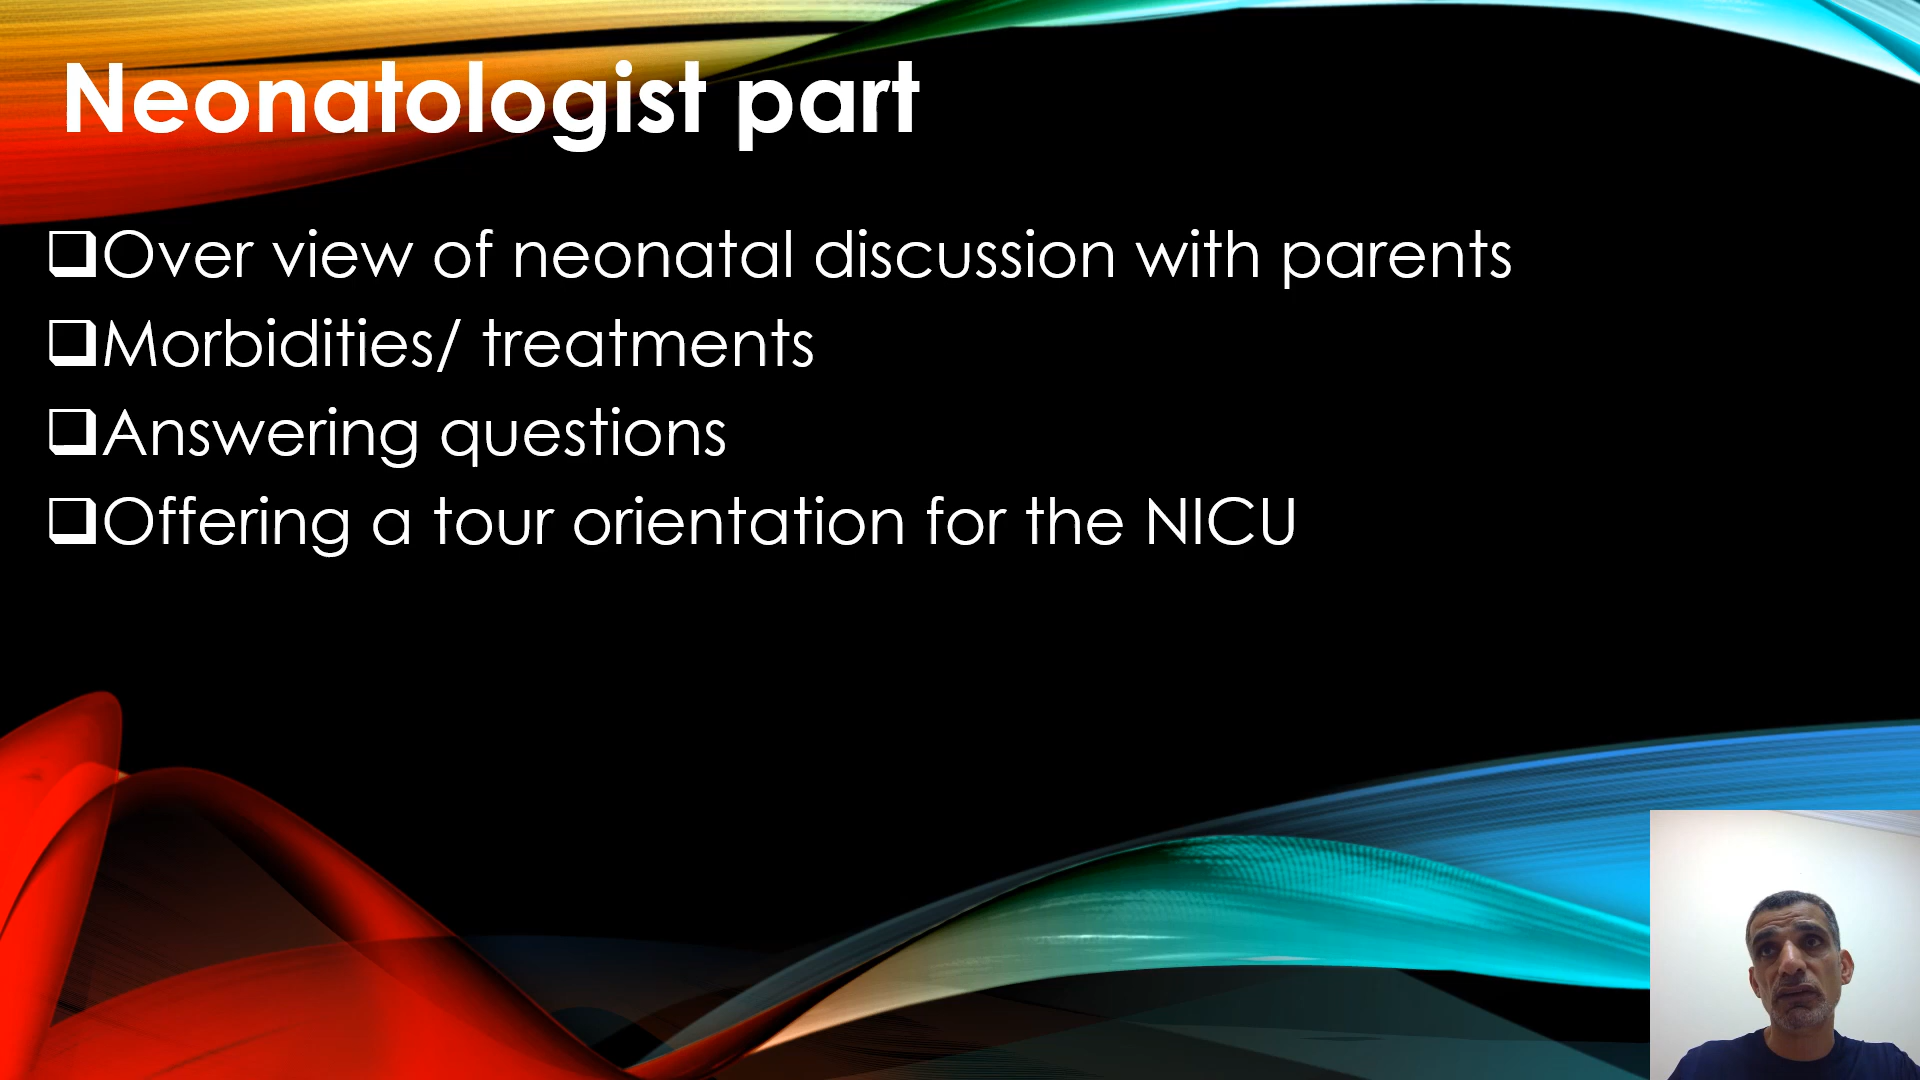 Neonatologist part
❑Over view of neonatal discussion with parents
❑Morbidities/ treatments
❑Answering questions
❑Offering a tour orientation for the NICU